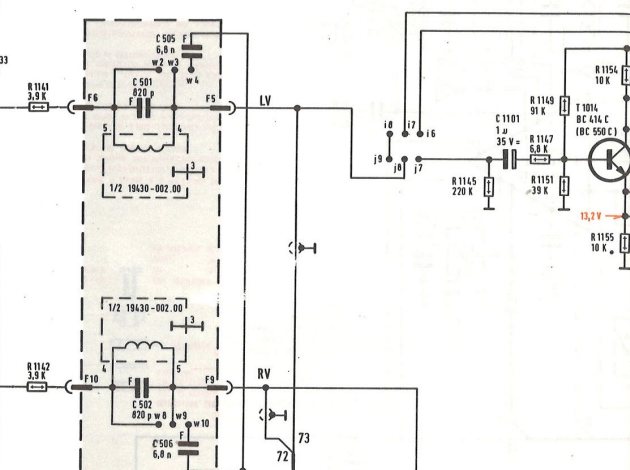 33
R 1141
3,9 K
F6
C 505
6,8 n
F
w2 w3
w4
C 501
820 p
F
F5
LV
5
4
3
1/2 19430-002.00
i8 i7 i6
j9 j8 j7
R 1145
220 K
C 1101
1 µ
35 V =
R 1147
6,8 K
R 1149
91 K
R 1151
39 K
R 1154
10 K
T 1014
BC 414 C
(BC 550 C)
13,2 V
R 1155
10 K
1/2 19430-002.00
3
4
5
R 1142
3,9 K
F10
F
F9
RV
C 502
820 p w8 w9
w10
C 506
6,8 n
F
73
72